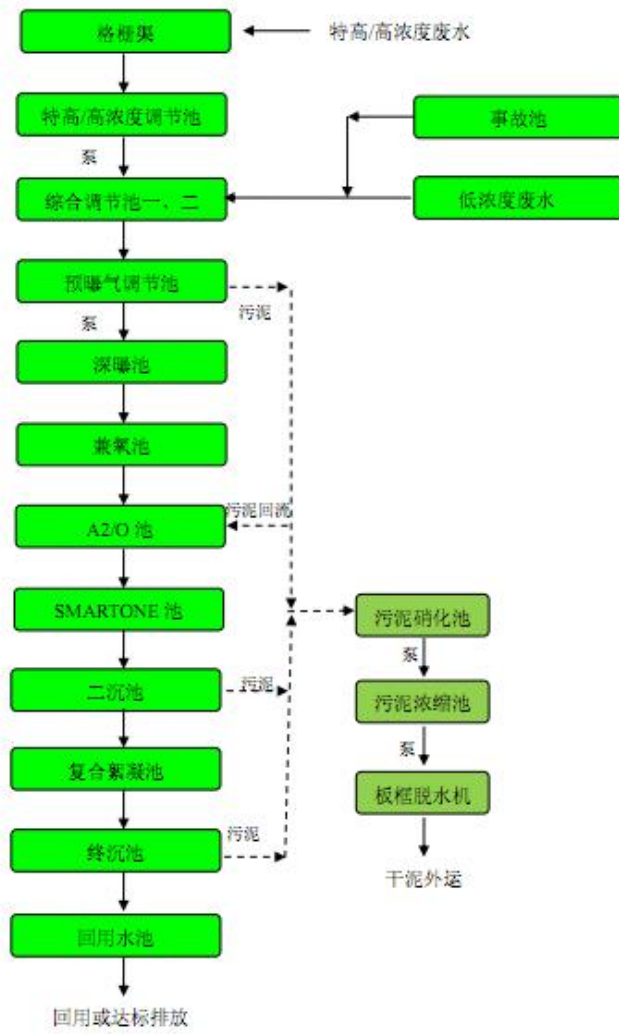 格栅渠
特高/高浓度废水
特高/高浓度调节池
事故池
泵
综合调节池一、二
低浓度废水
预曝气调节池
污泥
泵
深曝池
兼氧池
污泥回流
A2/O 池
SMARTONE 池
污泥硝化池
泵
二沉池
污泥
污泥浓缩池
泵
复合絮凝池
板框脱水机
污泥
终沉池
干泥外运
回用水池
回用或达标排放